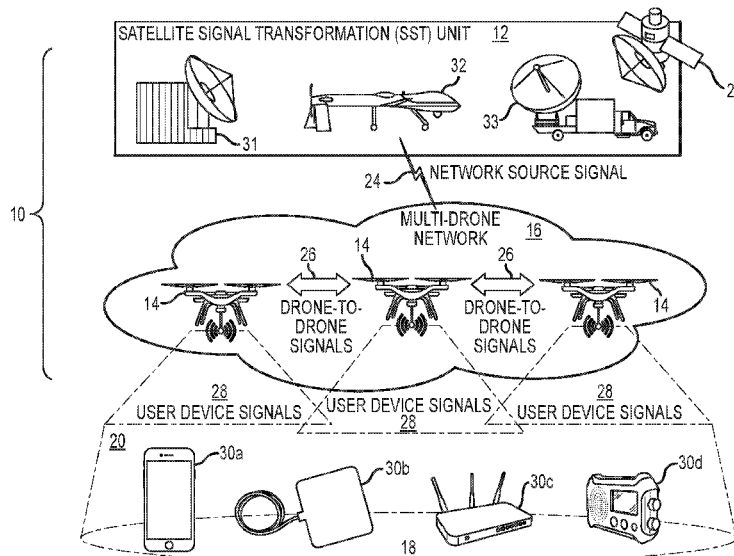 SATELLITE SIGNAL TRANSFORMATION (SST) UNIT 12
2
31
32
33
10
24
NETWORK SOURCE SIGNAL
MULTI-DRONE
NETWORK
16
14
26
14
26
14
DRONE-TO-
DRONE
SIGNALS
DRONE-TO-
DRONE
SIGNALS
28
USER DEVICE SIGNALS
USER DEVICE SIGNALS
28
28
USER DEVICE SIGNALS
20
30a
30b
30c
30d
18